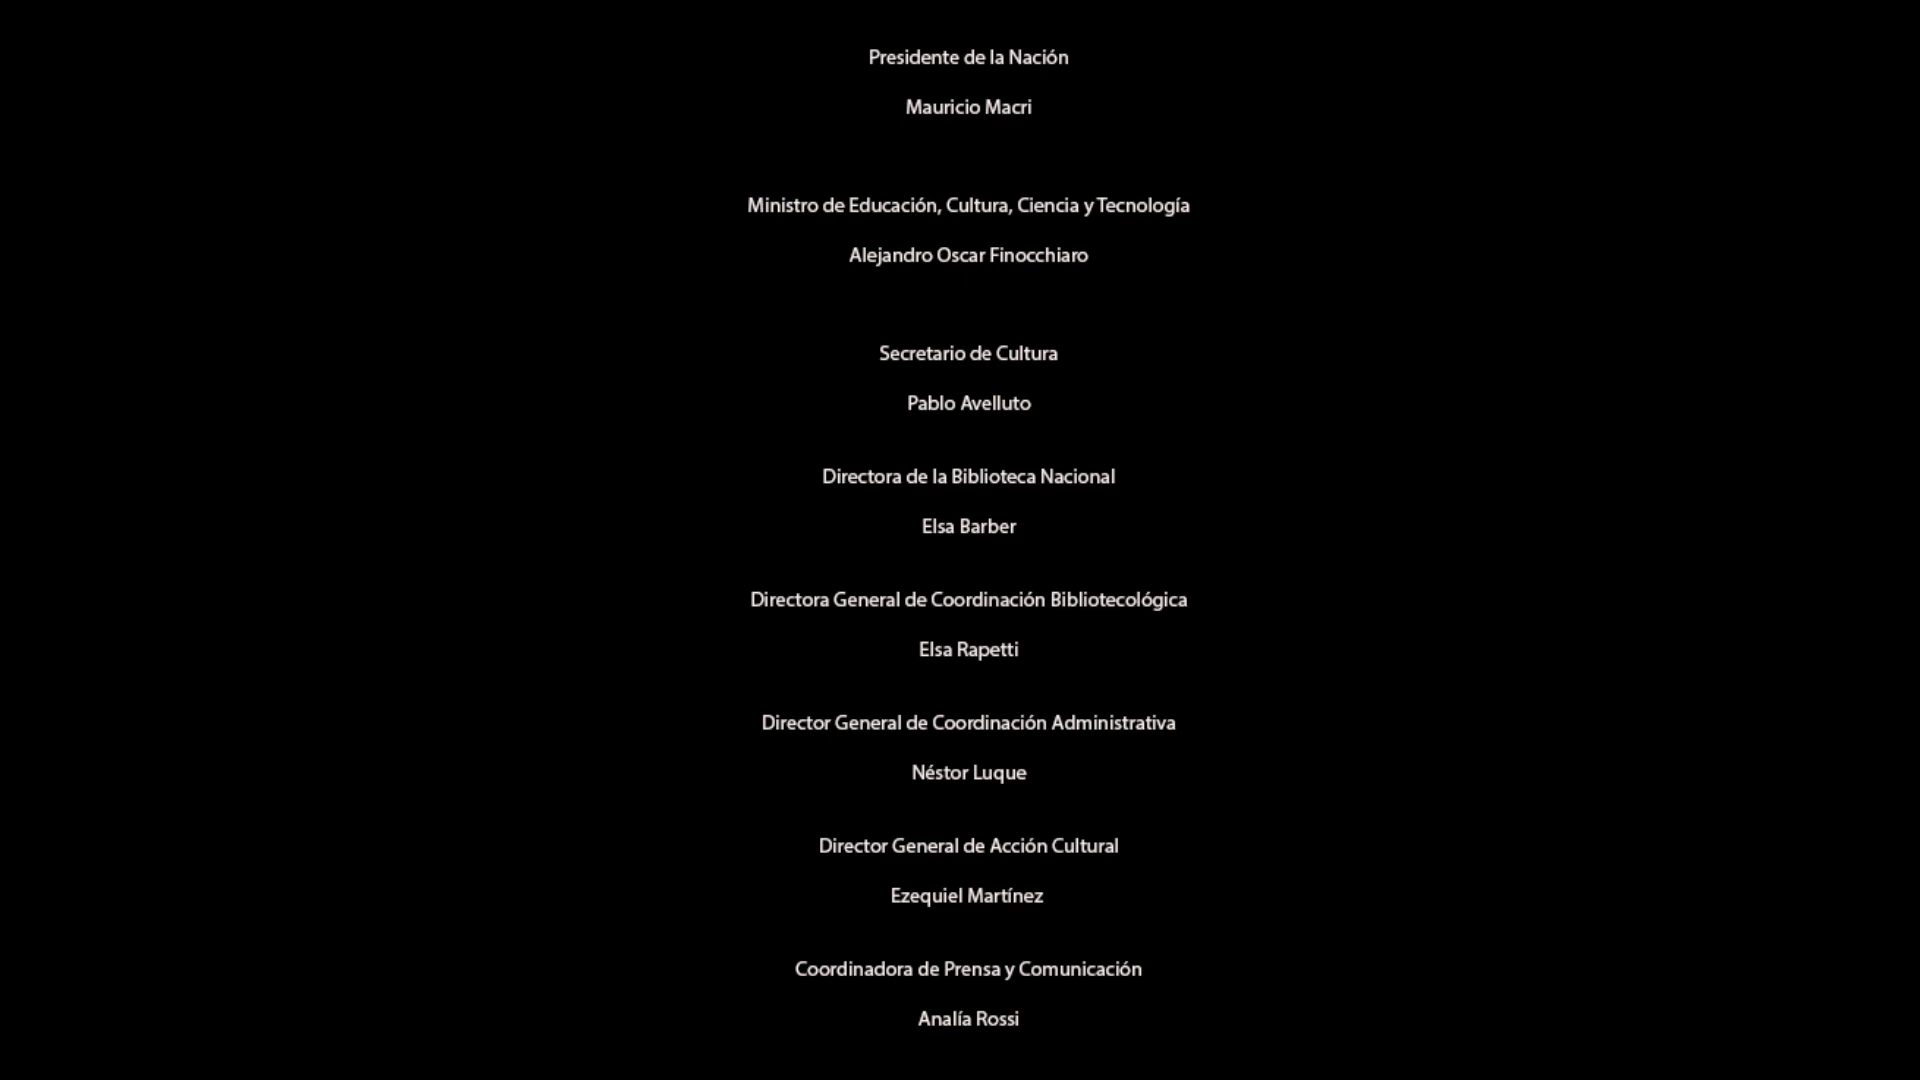 Presidente de la Nación
Mauricio Macri
Ministro de Educación, Cultura, Ciencia y Tecnología
Alejandro Oscar Finocchiaro
Secretario de Cultura
Pablo Avelluto
Directora de la Biblioteca Nacional
Elsa Barber
Directora General de Coordinación Bibliotecológica
Elsa Rapetti
Director General de Coordinación Administrativa
Néstor Luque
Director General de Acción Cultural
Ezequiel Martínez
Coordinadora de Prensa y Comunicación
Analía Rossi